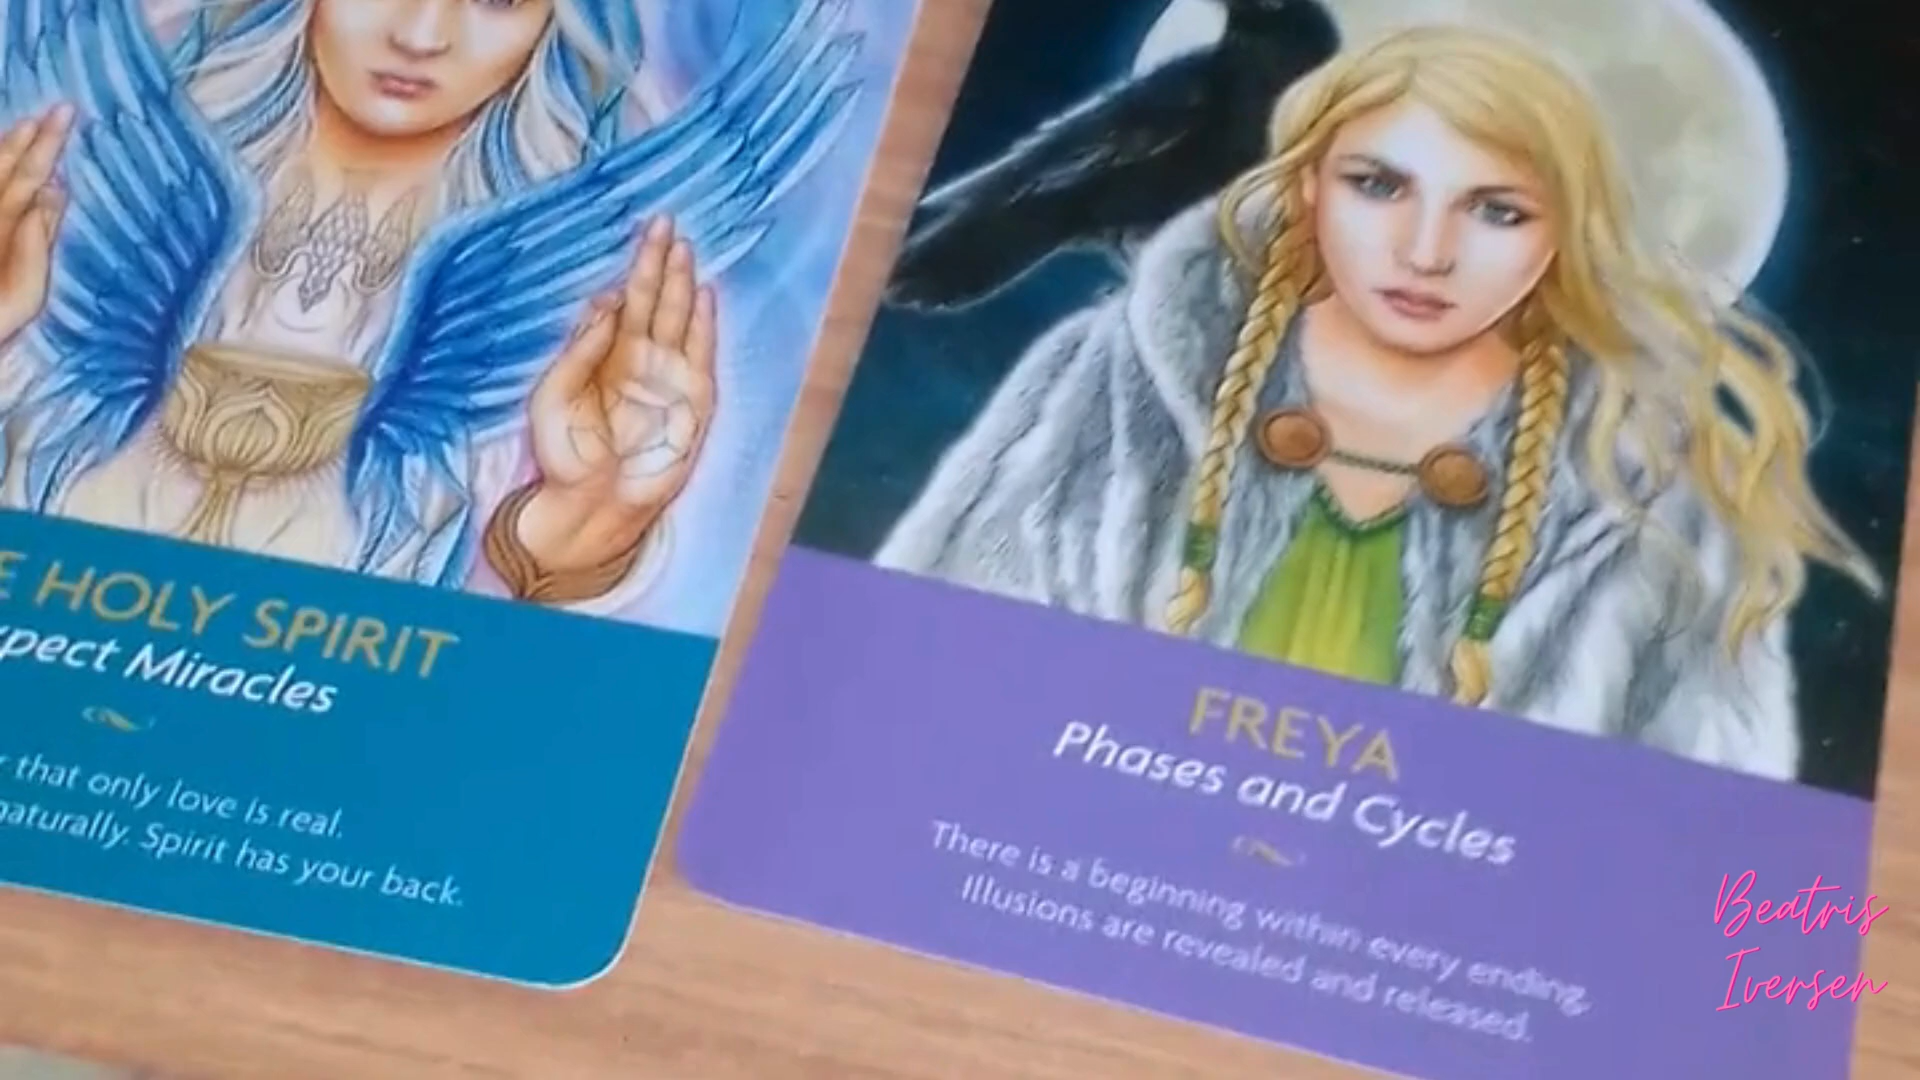 E HOLY SPIRIT
pect Miracles
that only love is real.
naturally. Spirit has your back.
FREYA
Phases and Cycles
There is a beginning within every ending.
Illusions are revealed and released.
Beatris
Iversen